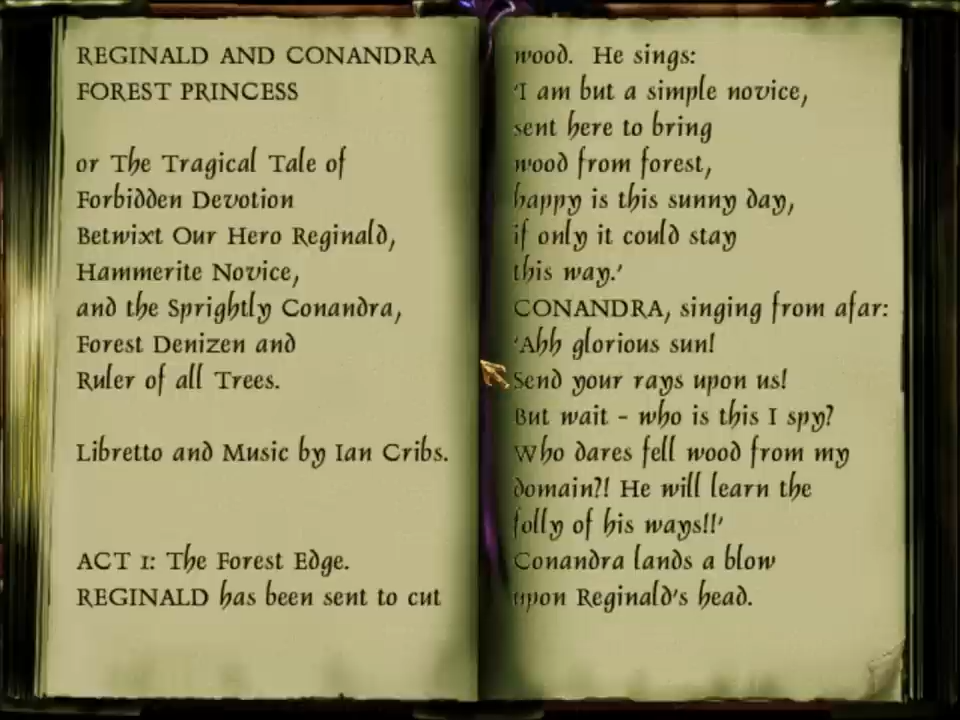 REGINALD AND CONANDRA
FOREST PRINCESS
or The Tragical Tale of
Forbidden Devotion
Betwixt Our Hero Reginald,
Hammerite Novice,
and the Sprightly Conandra,
Forest Denizen and
Ruler of all Trees.
Libretto and Music by Ian Cribs.
ACT 1: The Forest Edge.
REGINALD has been sent to cut
wood. He sings:
'I am but a simple novice,
sent here to bring
wood from forest,
happy is this sunny day,
if only it could stay
this way.'
CONANDRA, singing from afar:
'Ahh glorious sun!
Send your rays upon us!
But wait - who is this I spy?
Who dares fell wood from my
domain?! He will learn the
folly of his ways!!'
Conandra lands a blow
upon Reginald's head.